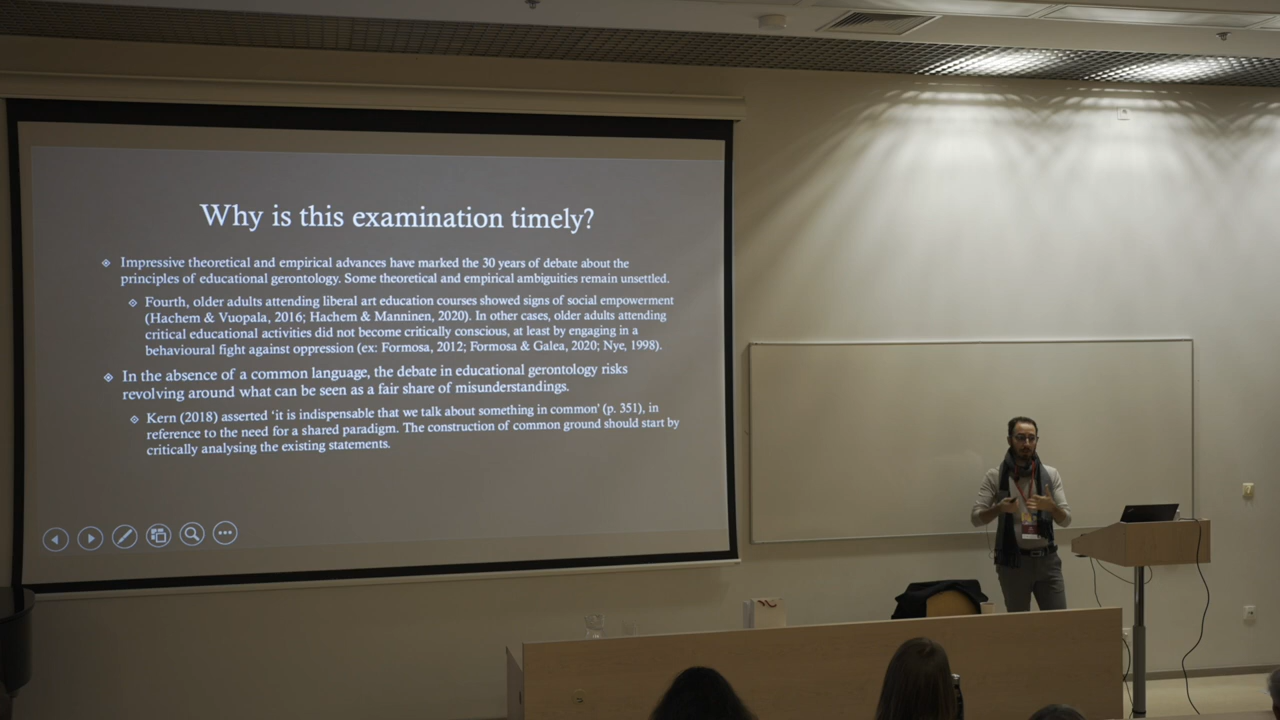 Why is this examination timely?
Impressive theoretical and empirical advances have marked the 30 years of debate about the
principles of educational gerontology. Some theoretical and empirical ambiguities remain unsettled.
Fourth, older adults attending liberal art education courses showed signs of social empowerment
(Hachem & Vuopala, 2016; Hachem & Manninen, 2020). In other cases, older adults attending
critical educational activities did not become critically conscious, at least by engaging in a
behavioural fight against oppression (ex: Formosa, 2012; Formosa & Galea, 2020; Nye, 1998).
In the absence of a common language, the debate in educational gerontology risks
revolving around what can be seen as a fair share of misunderstandings.
Kern (2018) asserted 'it is indispensable that we talk about something in common' (p. 351), in
reference to the need for a shared paradigm. The construction of common ground should start by
critically analysing the existing statements.